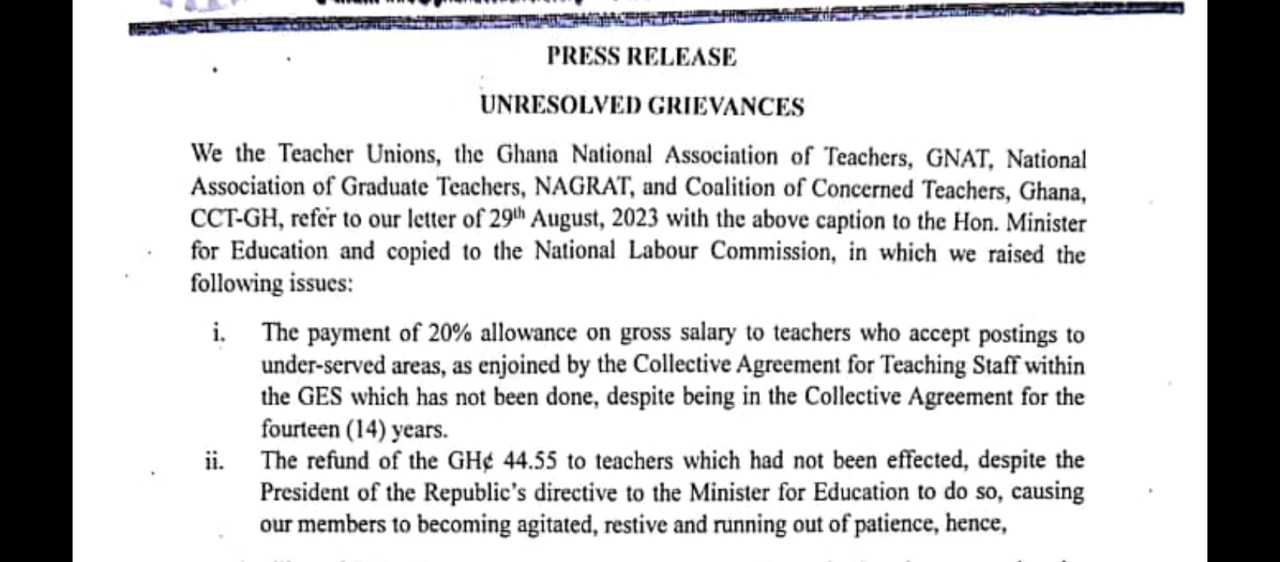 PRESS RELEASE
UNRESOLVED GRIEVANCES
We the Teacher Unions, the Ghana National Association of Teachers, GNAT, National
Association of Graduate Teachers, NAGRAT, and Coalition of Concerned Teachers, Ghana,
CCT-GH, refer to our letter of 29th August, 2023 with the above caption to the Hon. Minister
for Education and copied to the National Labour Commission, in which we raised the
following issues:
i. The payment of 20% allowance on gross salary to teachers who accept postings to
under-served areas, as enjoined by the Collective Agreement for Teaching Staff within
the GES which has not been done, despite being in the Collective Agreement for the
fourteen (14) years.
ii. The refund of the GH¢ 44.55 to teachers which had not been effected, despite the
President of the Republic's directive to the Minister for Education to do so, causing
our members to becoming agitated, restive and running out of patience, hence,